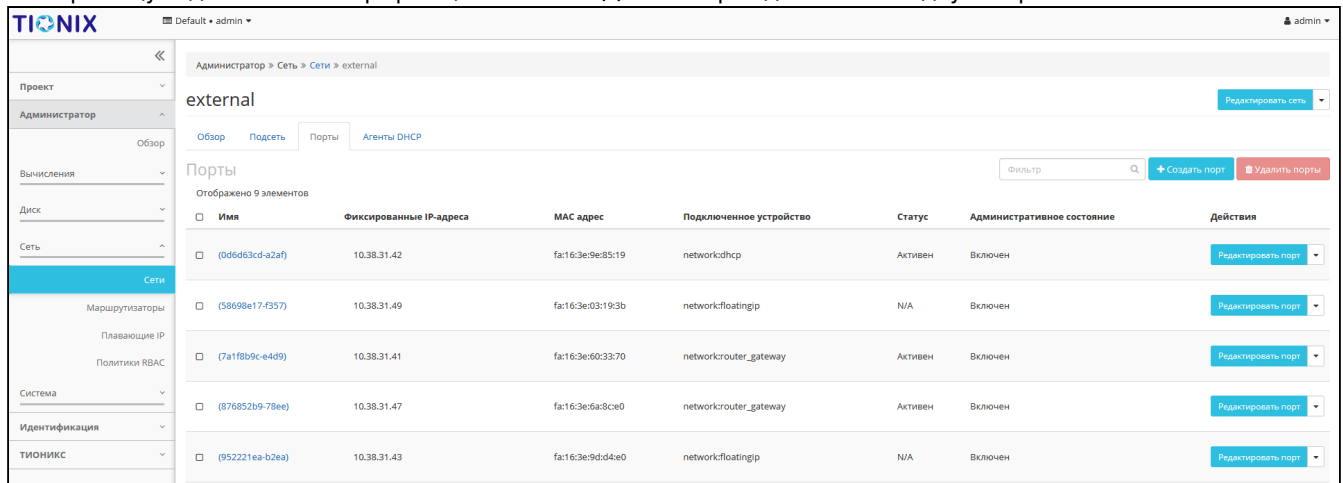 TIONIX
Default • admin
admin
Администратор » Сеть » Сети » external
Проект
Администратор
Обзор
Вычисления
Диск
Сеть
Сети
Маршрутизаторы
Плавающие IP
Политики RBAC
Система
Идентификация
ТИОНИКС
external
Редактировать сеть
Обзор Подсеть Порты Агенты DHCP
Порты
Фильтр
+ Создать порт
Удалить порты
Отображено 9 элементов
Имя Фиксированные IP-адреса MAC адрес Подключенное устройство Статус Административное состояние Действия
(0d6d63cd-a2af) 10.38.31.42 fa:16:3e:9e:85:19 network:dhcp Активен Включен Редактировать порт
(58698e17-f357) 10.38.31.49 fa:16:3e:03:19:3b network:floatingip N/A Включен Редактировать порт
(7a1f8b9c-e4d9) 10.38.31.41 fa:16:3e:60:33:70 network:router_gateway Активен Включен Редактировать порт
(876852b9-78ee) 10.38.31.47 fa:16:3e:6a:8c:e0 network:router_gateway Активен Включен Редактировать порт
(952221ea-b2ea) 10.38.31.43 fa:16:3e:9d:d4:e0 network:floatingip N/A Включен Редактировать порт